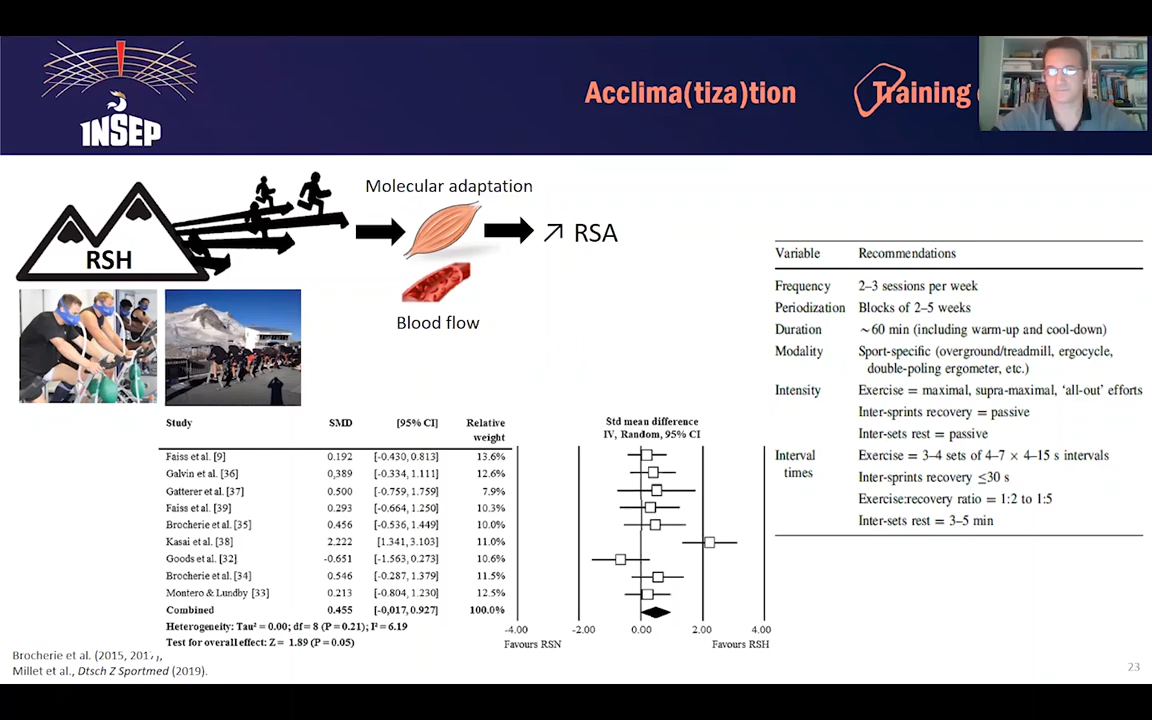 INSEP
Acclima(tiza)tion
Training
Molecular adaptation
RSH
↗ RSA
Blood flow
Variable Recommendations
Frequency 2–3 sessions per week
Periodization Blocks of 2–5 weeks
Duration ~60 min (including warm-up and cool-down)
Modality Sport-specific (overground/treadmill, ergocycle,
double-poling ergometer, etc.)
Intensity Exercise = maximal, supra-maximal, 'all-out' efforts
Inter-sprints recovery = passive
Inter-sets rest = passive
Interval Exercise = 3–4 sets of 4–7 × 4–15 s intervals
times Inter-sprints recovery ≤30 s
Exercise:recovery ratio = 1:2 to 1:5
Inter-sets rest = 3–5 min
Study SMD [95% CI] Relative
weight
Faiss et al. [9] 0.192 [-0.430, 0.813] 13.6%
Galvin et al. [36] 0,389 [-0.334, 1.111] 12.6%
Gatterer et al. [37] 0.500 [-0.759, 1.759] 7.9%
Faiss et al. [39] 0.293 [-0.664, 1.250] 10.3%
Brocherie et al. [35] 0.456 [-0.536, 1.449] 10.0%
Kasai et al. [38] 2.222 [1.341, 3.103] 11.0%
Goods et al. [32] -0.651 [-1.563, 0.273] 10.6%
Brocherie et al. [34] 0.546 [-0.287, 1.379] 11.5%
Montero & Lundby [33] 0.213 [-0.804, 1.230] 12.5%
Combined 0.455 [-0,017, 0.927] 100.0%
Heterogeneity: Tau² = 0.00; df= 8 (P = 0.21); I² = 6.19
Test for overall effect: Z = 1.89 (P = 0.05)
Std mean difference
IV, Random, 95% CI
-4.00 -2.00 0.00 2.00 4.00
Favours RSN Favours RSH
Brocherie et al. (2015, 2017),
Millet et al., Dtsch Z Sportmed (2019).
23